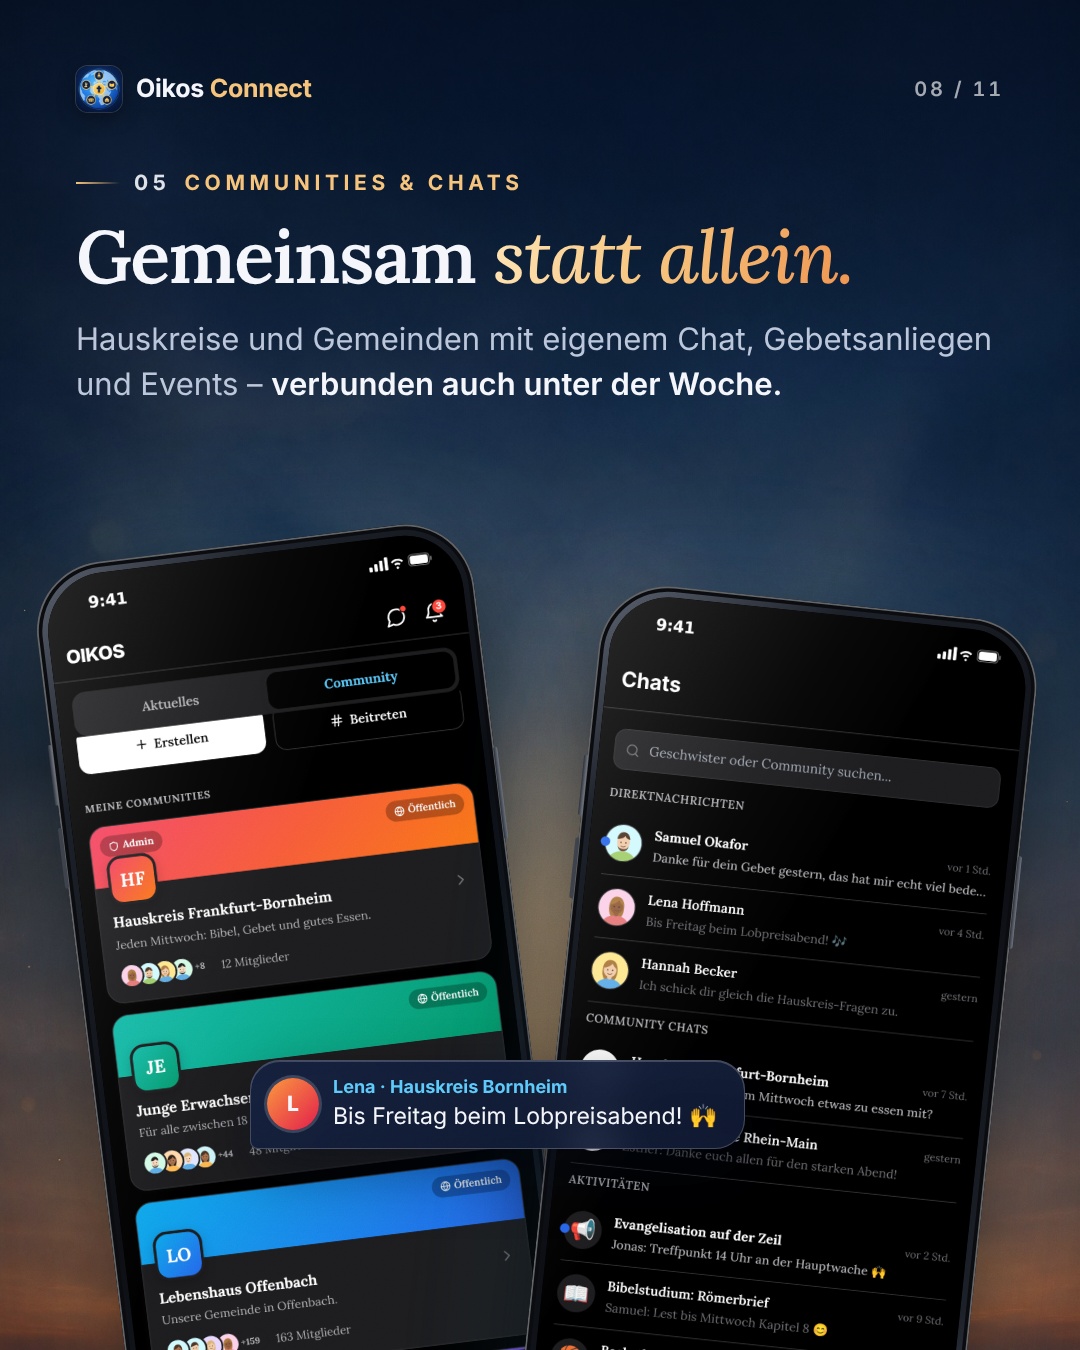 Oikos Connect
08 / 11
05 COMMUNITIES & CHATS
Gemeinsam statt allein.
Hauskreise und Gemeinden mit eigenem Chat, Gebetsanliegen
und Events – verbunden auch unter der Woche.
9:41
OIKOS
3
Aktuelles
Community
+ Erstellen
# Beitreten
MEINE COMMUNITIES
Admin
Öffentlich
HF
Hauskreis Frankfurt-Bornheim
Jeden Mittwoch: Bibel, Gebet und gutes Essen.
+8
12 Mitglieder
Öffentlich
JE
Junge Erwachsen
Für alle zwischen 18
+44
48
Öffentlich
LO
Lebenshaus Offenbach
Unsere Gemeinde in Offenbach.
+159
163 Mitglieder
L
Lena · Hauskreis Bornheim
Bis Freitag beim Lobpreisabend! 🙌
9:41
Chats
Geschwister oder Community suchen...
DIREKTNACHRICHTEN
Samuel Okafor
vor 1 Std.
Danke für dein Gebet gestern, das hat mir echt viel bede...
Lena Hoffmann
vor 4 Std.
Bis Freitag beim Lobpreisabend! 🎶
Hannah Becker
gestern
Ich schick dir gleich die Hauskreis-Fragen zu.
COMMUNITY CHATS
furt-Bornheim
vor 7 Std.
m Mittwoch etwas zu essen mit?
Rhein-Main
gestern
Danke euch allen für den starken Abend!
AKTIVITÄTEN
Evangelisation auf der Zeil
vor 2 Std.
Jonas: Treffpunkt 14 Uhr an der Hauptwache 🙌
Bibelstudium: Römerbrief
vor 9 Std.
Samuel: Lest bis Mittwoch Kapitel 8 😊